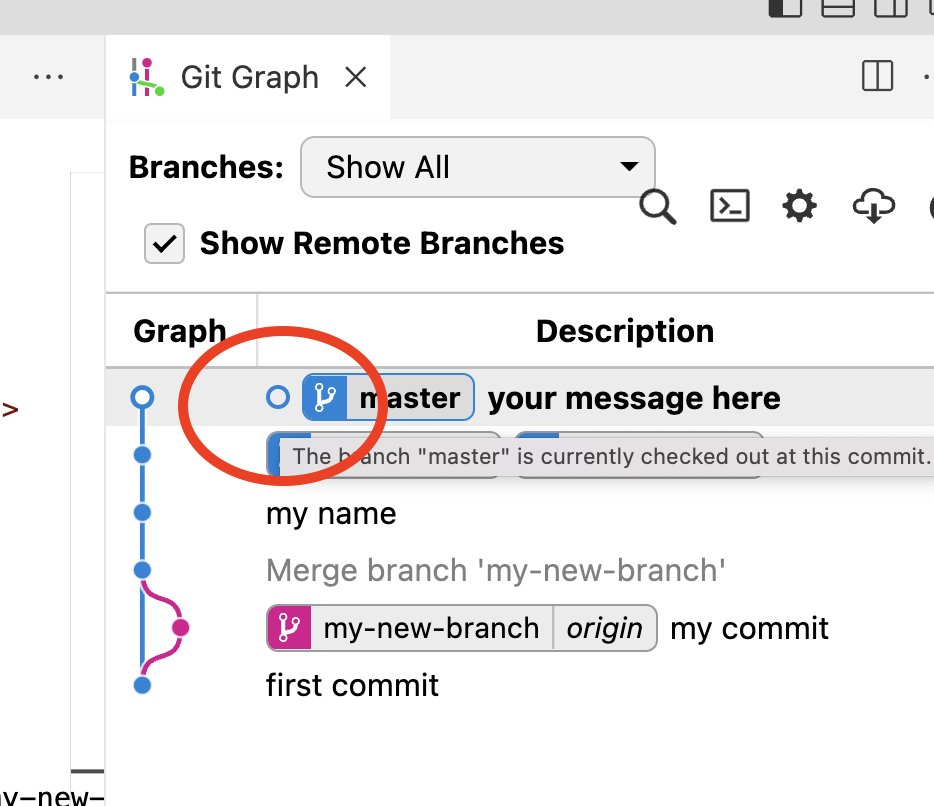 Git Graph
Branches: Show All
Show Remote Branches
Graph Description
>
master your message here
The branch "master" is currently checked out at this commit.
my name
Merge branch 'my-new-branch'
my-new-branch origin my commit
first commit
y-new-